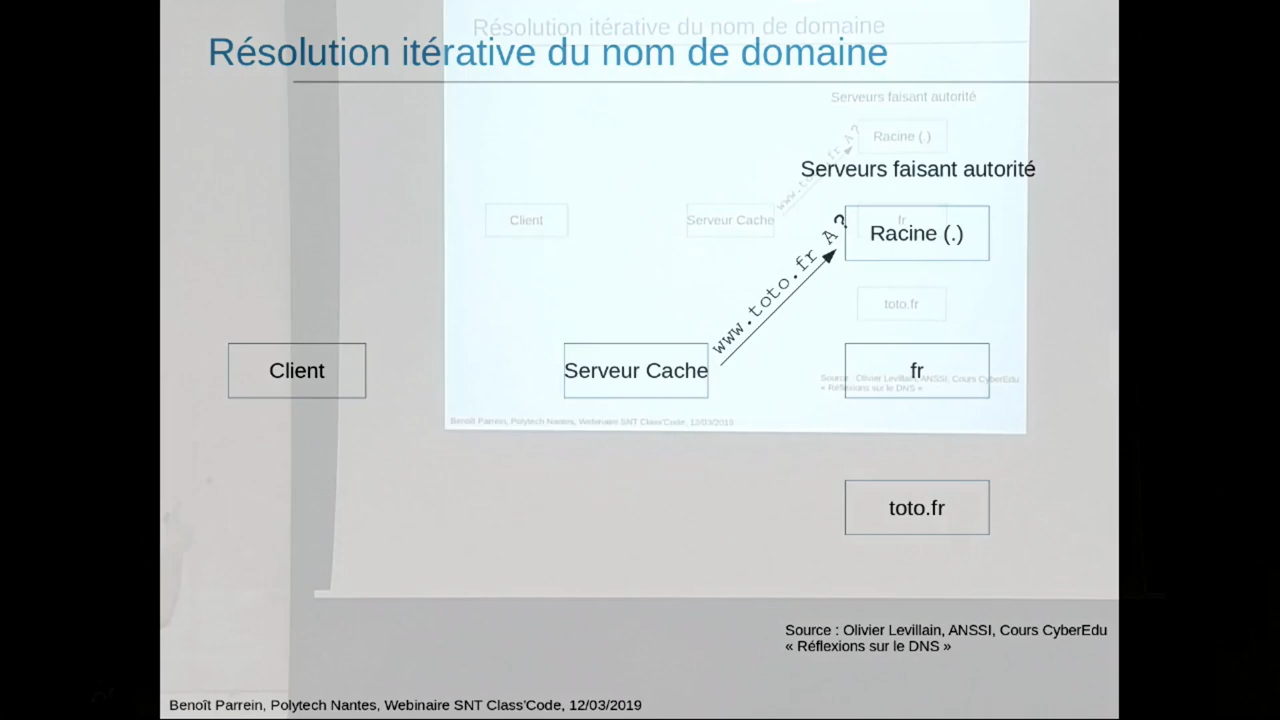 Résolution itérative du nom de domaine
Résolution itérative du nom de domaine
Serveurs faisant autorité
Racine (.)
www.toto.fr A ?
Client
Serveur Cache
fr
toto.fr
Source : Olivier Levillain, ANSSI, Cours CyberEdu
« Réflexions sur le DNS »
Benoît Parrein, Polytech Nantes, Webinaire SNT Class'Code, 12/03/2019
Serveurs faisant autorité
Racine (.)
www.toto.fr A ?
Client
Serveur Cache
fr
toto.fr
Source : Olivier Levillain, ANSSI, Cours CyberEdu
« Réflexions sur le DNS »
Benoît Parrein, Polytech Nantes, Webinaire SNT Class'Code, 12/03/2019